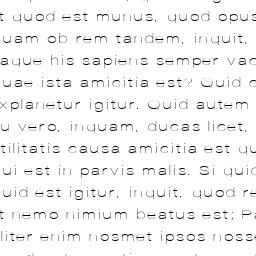 t quod est munus, quod opus
uam ob rem tandem, inquit,
aque his sapiens semper vac
uae ista amicitia est? Quid
xplanetur igitur. Quid autem
u vero, inquam, ducas licet,
tilitatis causa amicitia est qu
ui est in parvis malis. Si quid
uid est igitur, inquit, quod re
t nemo nimium beatus est; Pa
liter enim nosmet ipsos noss